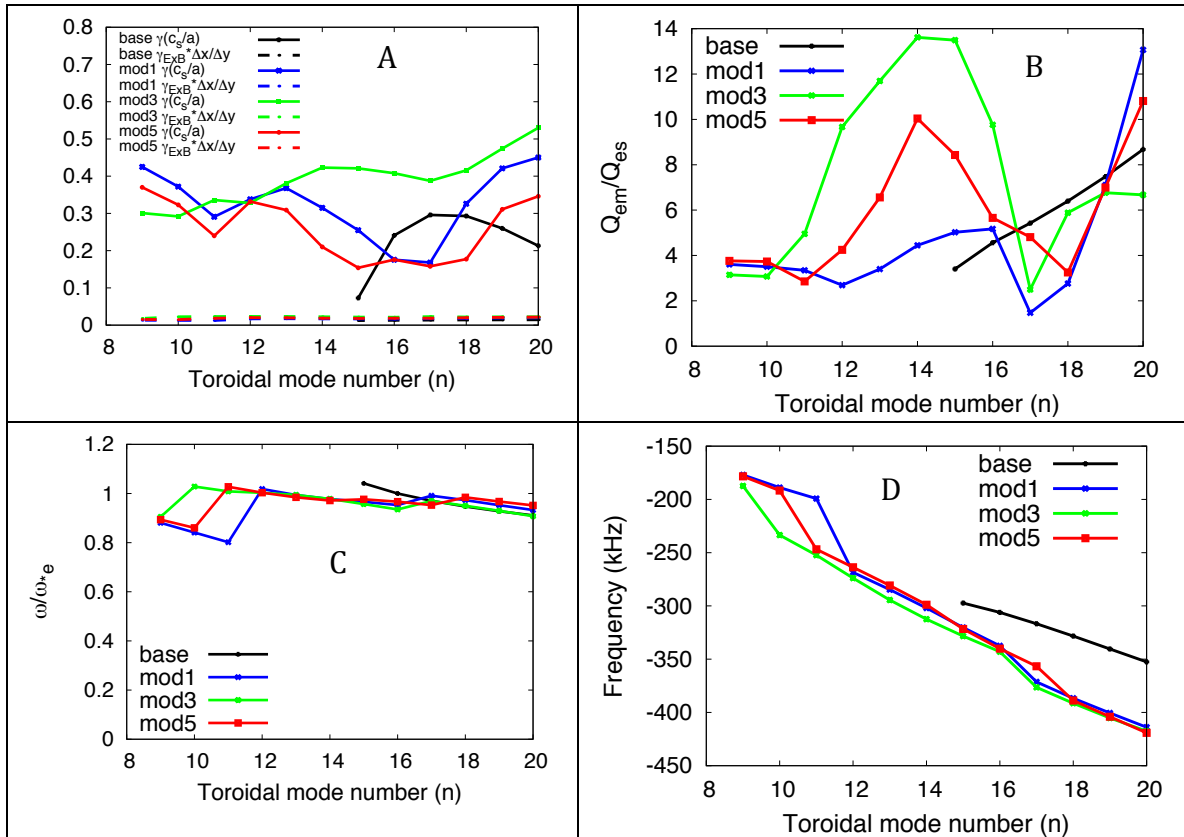 A
0.8
0.7
0.6
0.5
0.4
0.3
0.2
0.1
0
base γ(c_s/a)
base γ_ExB*Δx/Δy
mod1 γ(c_s/a)
mod1 γ_ExB*Δx/Δy
mod3 γ(c_s/a)
mod3 γ_ExB*Δx/Δy
mod5 γ(c_s/a)
mod5 γ_ExB*Δx/Δy
8 10 12 14 16 18 20
Toroidal mode number (n)
B
Q_em/Q_es
14
12
10
8
6
4
2
0
base
mod1
mod3
mod5
8 10 12 14 16 18 20
Toroidal mode number (n)
C
ω/ω_*e
1.2
1
0.8
0.6
0.4
0.2
0
base
mod1
mod3
mod5
8 10 12 14 16 18 20
Toroidal mode number (n)
D
Frequency (kHz)
-150
-200
-250
-300
-350
-400
-450
base
mod1
mod3
mod5
8 10 12 14 16 18 20
Toroidal mode number (n)